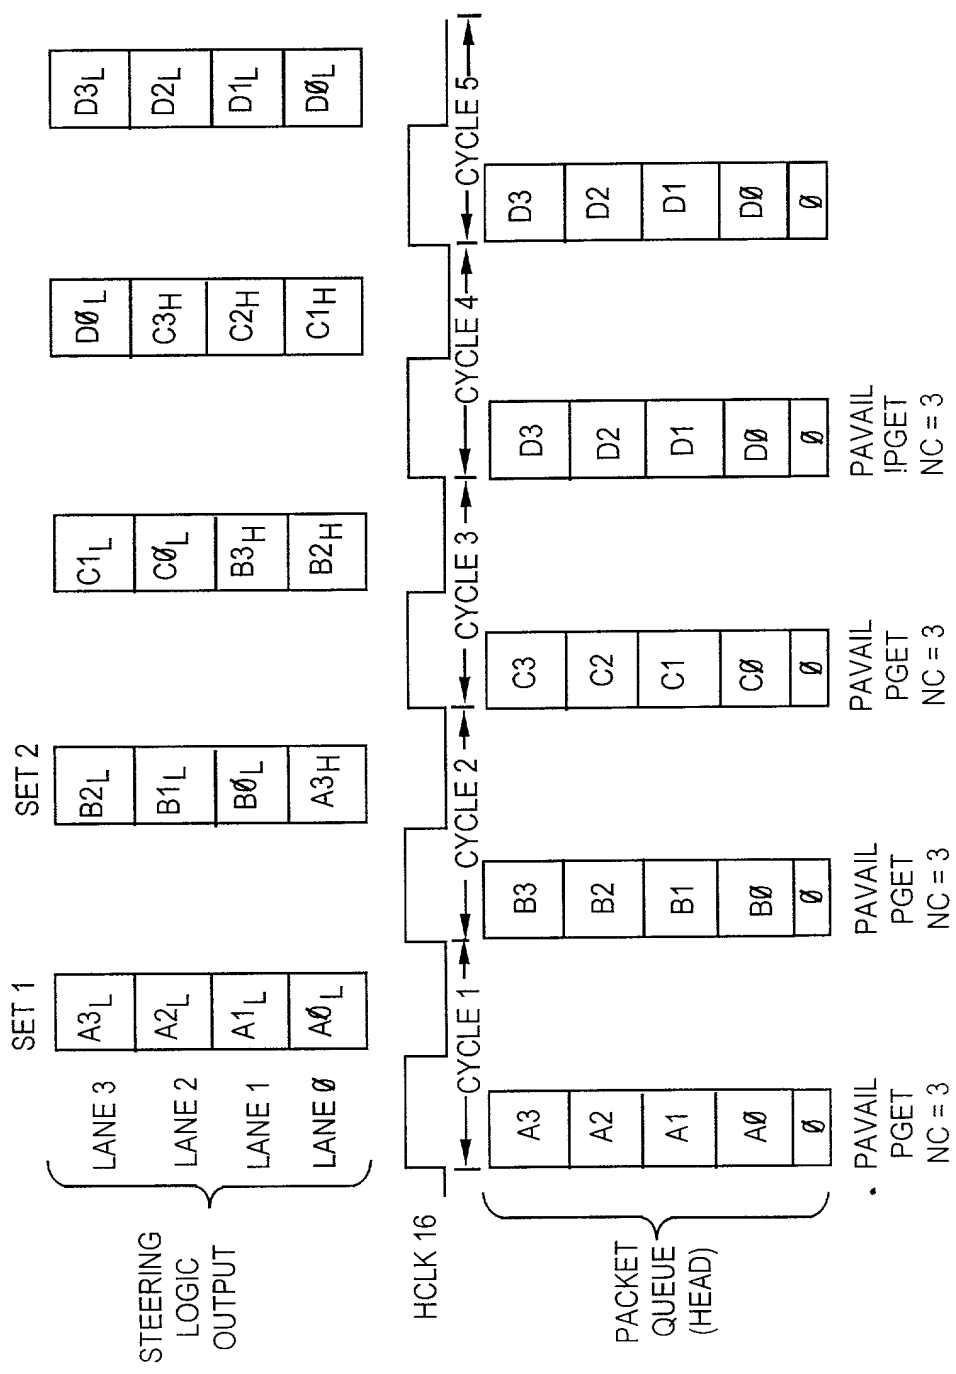 SET 1
SET 2
LANE 3
A3L
B2L
C1L
DØL
D3L
LANE 2
A2L
B1L
CØL
C3H
D2L
LANE 1
A1L
BØL
B3H
C2H
D1L
LANE Ø
AØL
A3H
B2H
C1H
DØL
STEERING
LOGIC
OUTPUT
HCLK 16
CYCLE 1
CYCLE 2
CYCLE 3
CYCLE 4
CYCLE 5
PACKET
QUEUE
(HEAD)
A3
B3
C3
D3
D3
A2
B2
C2
D2
D2
A1
B1
C1
D1
D1
AØ
BØ
CØ
DØ
DØ
Ø
Ø
Ø
Ø
Ø
PAVAIL
PGET
NC = 3
PAVAIL
PGET
NC = 3
PAVAIL
PGET
NC = 3
PAVAIL
!PGET
NC = 3